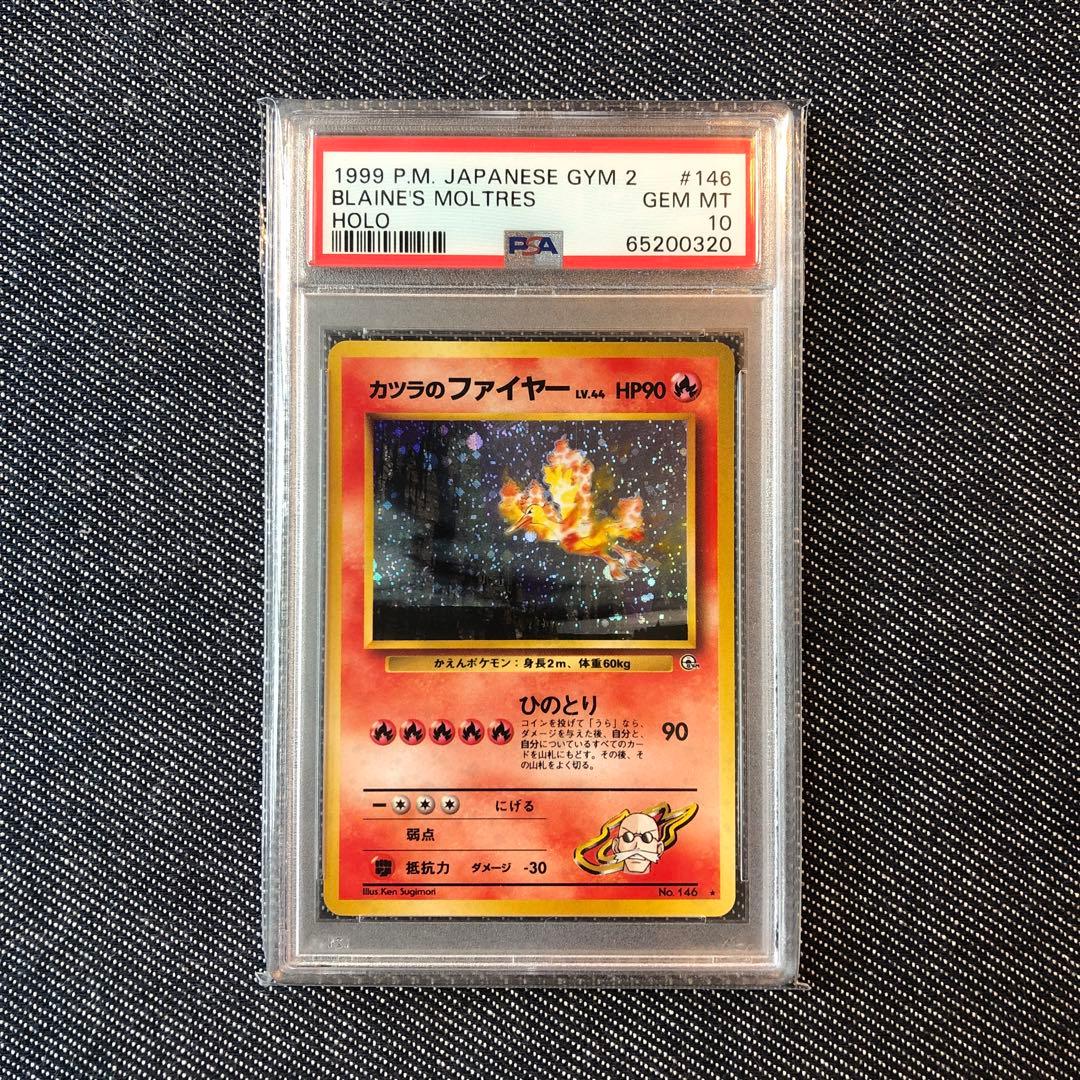 1999 P.M. JAPANESE GYM 2 #146
BLAINE'S MOLTRES GEM MT
HOLO 10
PSA 65200320
カツラのファイヤー LV.44 HP90
かえんポケモン：身長2m、体重60kg
GYM
ひのとり
コインを投げて「うら」なら、
ダメージを与えた後、自分と、
自分についているすべてのカー
ドを山札にもどす。その後、そ
の山札をよく切る。
90
にげる
弱点
抵抗力 ダメージ -30
Illus.Ken Sugimori No. 146 ★